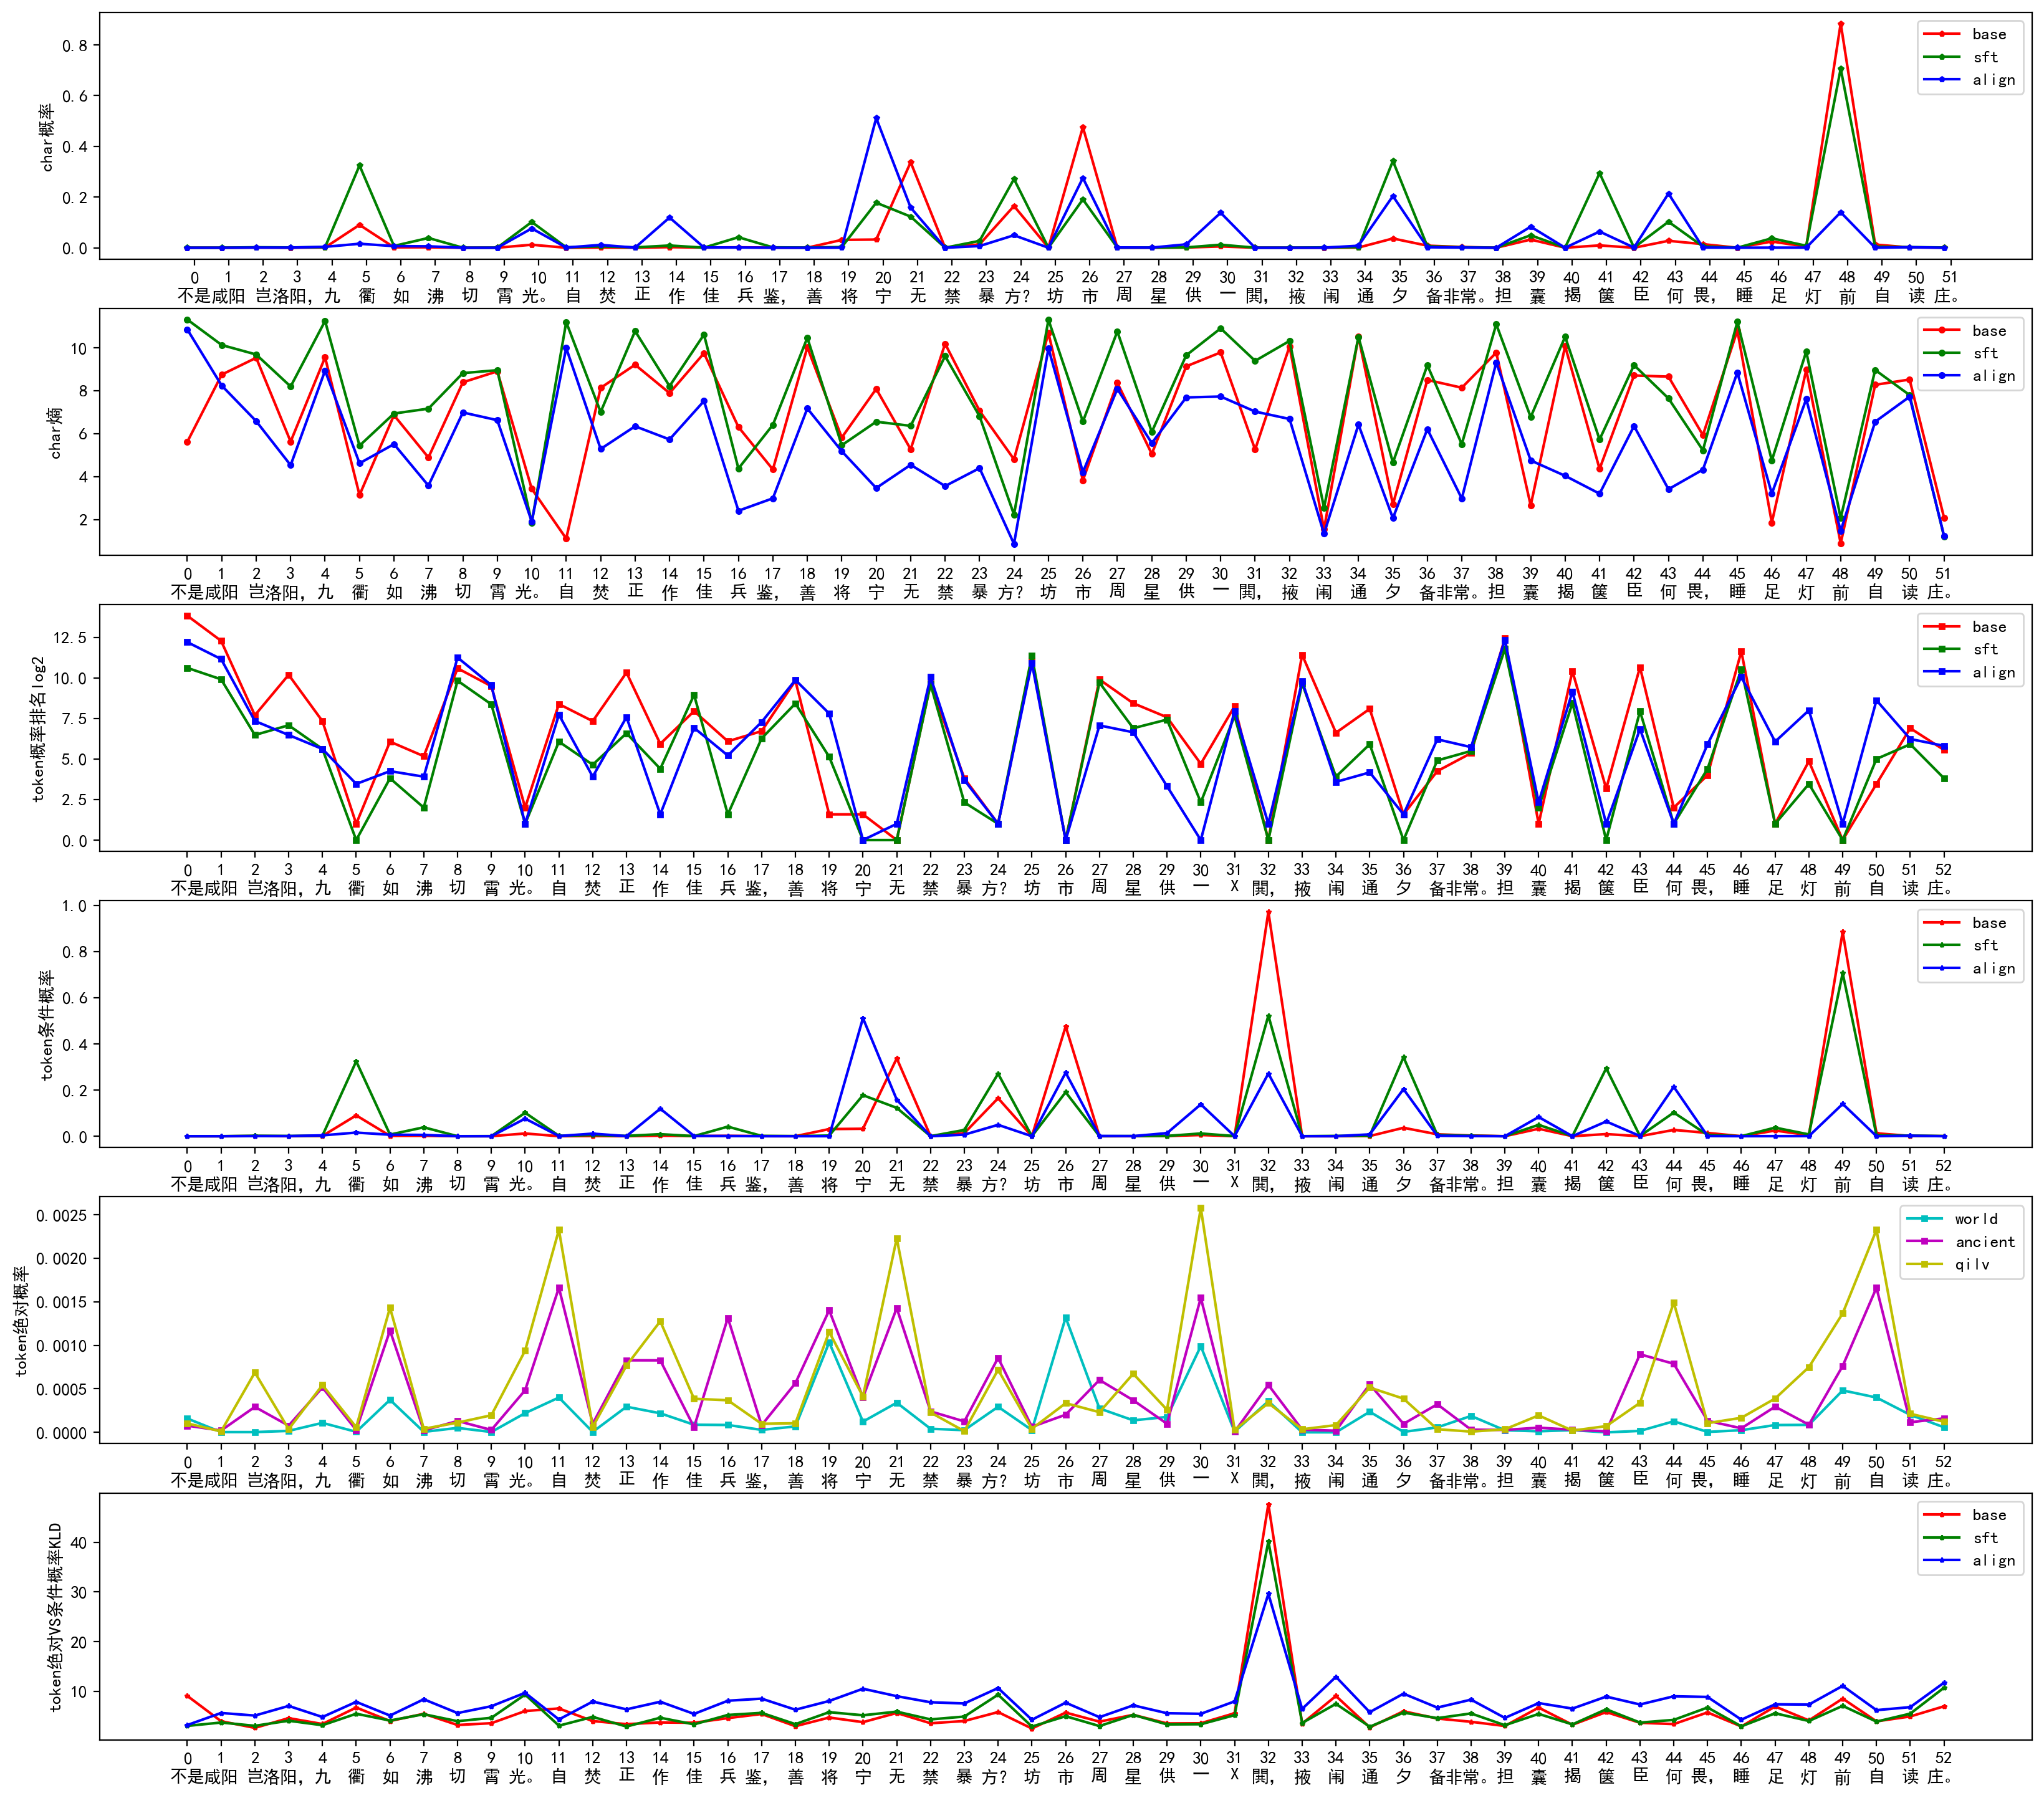 char概率
0.8
0.6
0.4
0.2
0.0
base
sft
align
0 1 2 3 4 5 6 7 8 9 10 11 12 13 14 15 16 17 18 19 20 21 22 23 24 25 26 27 28 29 30 31 32 33 34 35 36 37 38 39 40 41 42 43 44 45 46 47 48 49 50 51
不是咸阳 岂洛阳, 九 衢 如 沸 切 霄 光。 自 焚 正 作 佳 兵 鉴, 善 将 宁 无 禁 暴 方? 坊 市 周 星 供 一 閧, 掖 闱 通 夕 备非常。担 囊 揭 箧 臣 何 畏, 睡 足 灯 前 自 读 庄。
char熵
10
8
6
4
2
base
sft
align
0 1 2 3 4 5 6 7 8 9 10 11 12 13 14 15 16 17 18 19 20 21 22 23 24 25 26 27 28 29 30 31 32 33 34 35 36 37 38 39 40 41 42 43 44 45 46 47 48 49 50 51
不是咸阳 岂洛阳, 九 衢 如 沸 切 霄 光。 自 焚 正 作 佳 兵 鉴, 善 将 宁 无 禁 暴 方? 坊 市 周 星 供 一 閧, 掖 闱 通 夕 备非常。担 囊 揭 箧 臣 何 畏, 睡 足 灯 前 自 读 庄。
token概率排名log2
12.5
10.0
7.5
5.0
2.5
0.0
base
sft
align
0 1 2 3 4 5 6 7 8 9 10 11 12 13 14 15 16 17 18 19 20 21 22 23 24 25 26 27 28 29 30 31 32 33 34 35 36 37 38 39 40 41 42 43 44 45 46 47 48 49 50 51 52
不是咸阳 岂洛阳, 九 衢 如 沸 切 霄 光。 自 焚 正 作 佳 兵 鉴, 善 将 宁 无 禁 暴 方? 坊 市 周 星 供 一 X 閧, 掖 闱 通 夕 备非常。担 囊 揭 箧 臣 何 畏, 睡 足 灯 前 自 读 庄。
token条件概率
1.0
0.8
0.6
0.4
0.2
0.0
base
sft
align
0 1 2 3 4 5 6 7 8 9 10 11 12 13 14 15 16 17 18 19 20 21 22 23 24 25 26 27 28 29 30 31 32 33 34 35 36 37 38 39 40 41 42 43 44 45 46 47 48 49 50 51 52
不是咸阳 岂洛阳, 九 衢 如 沸 切 霄 光。 自 焚 正 作 佳 兵 鉴, 善 将 宁 无 禁 暴 方? 坊 市 周 星 供 一 X 閧, 掖 闱 通 夕 备非常。担 囊 揭 箧 臣 何 畏, 睡 足 灯 前 自 读 庄。
token绝对概率
0.0025
0.0020
0.0015
0.0010
0.0005
0.0000
world
ancient
qilv
0 1 2 3 4 5 6 7 8 9 10 11 12 13 14 15 16 17 18 19 20 21 22 23 24 25 26 27 28 29 30 31 32 33 34 35 36 37 38 39 40 41 42 43 44 45 46 47 48 49 50 51 52
不是咸阳 岂洛阳, 九 衢 如 沸 切 霄 光。 自 焚 正 作 佳 兵 鉴, 善 将 宁 无 禁 暴 方? 坊 市 周 星 供 一 X 閧, 掖 闱 通 夕 备非常。担 囊 揭 箧 臣 何 畏, 睡 足 灯 前 自 读 庄。
token绝对VS条件概率KLD
40
30
20
10
base
sft
align
0 1 2 3 4 5 6 7 8 9 10 11 12 13 14 15 16 17 18 19 20 21 22 23 24 25 26 27 28 29 30 31 32 33 34 35 36 37 38 39 40 41 42 43 44 45 46 47 48 49 50 51 52
不是咸阳 岂洛阳, 九 衢 如 沸 切 霄 光。 自 焚 正 作 佳 兵 鉴, 善 将 宁 无 禁 暴 方? 坊 市 周 星 供 一 X 閧, 掖 闱 通 夕 备非常。担 囊 揭 箧 臣 何 畏, 睡 足 灯 前 自 读 庄。